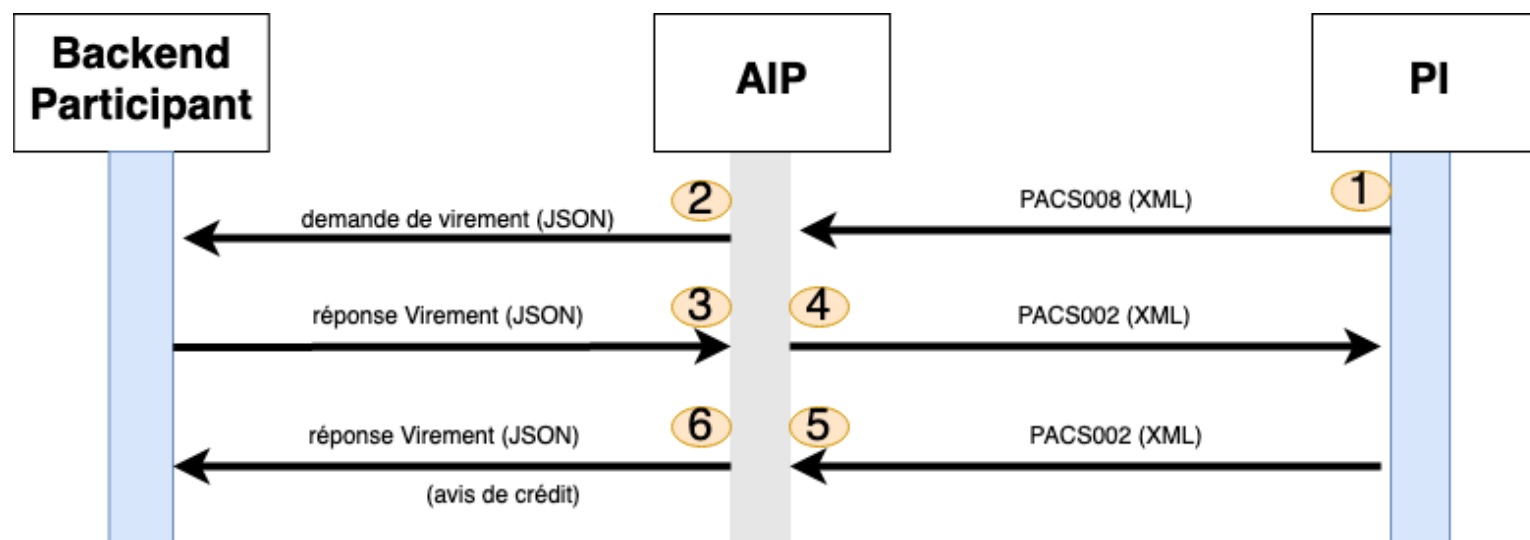 Backend
Participant
AIP
PI
1
2
PACS008 (XML)
demande de virement (JSON)
3
4
réponse Virement (JSON)
PACS002 (XML)
6
5
réponse Virement (JSON)
PACS002 (XML)
(avis de crédit)